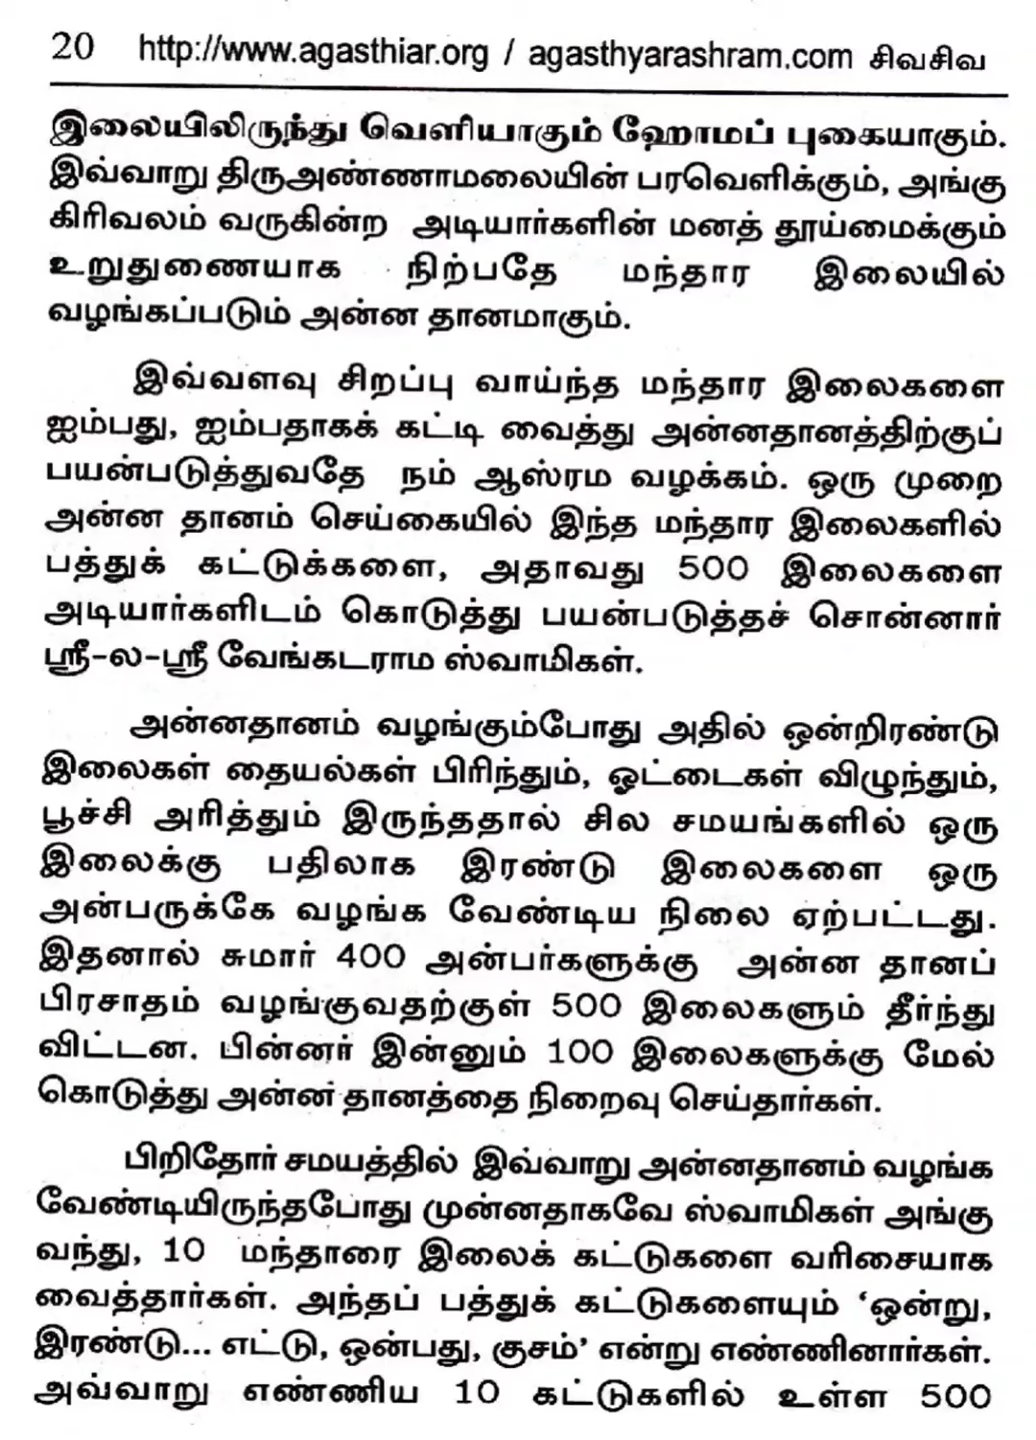 20 http://www.agasthiar.org / agasthyarashram.com சிவசிவ
இலையிலிருந்து வெளியாகும் ஹோமப் புகையாகும்.
இவ்வாறு திருஅண்ணாமலையின் பரவெளிக்கும், அங்கு
கிரிவலம் வருகின்ற அடியார்களின் மனத் தூய்மைக்கும்
உறுதுணையாக நிற்பதே மந்தார இலையில்
வழங்கப்படும் அன்ன தானமாகும்.
இவ்வளவு சிறப்பு வாய்ந்த மந்தார இலைகளை
ஐம்பது, ஐம்பதாகக் கட்டி வைத்து அன்னதானத்திற்குப்
பயன்படுத்துவதே நம் ஆஸ்ரம வழக்கம். ஒரு முறை
அன்ன தானம் செய்கையில் இந்த மந்தார இலைகளில்
பத்துக் கட்டுக்களை, அதாவது 500 இலைகளை
அடியார்களிடம் கொடுத்து பயன்படுத்தச் சொன்னார்
ஸ்ரீ-ல-ஸ்ரீ வேங்கடராம ஸ்வாமிகள்.
அன்னதானம் வழங்கும்போது அதில் ஒன்றிரண்டு
இலைகள் தையல்கள் பிரிந்தும், ஓட்டைகள் விழுந்தும்,
பூச்சி அரித்தும் இருந்ததால் சில சமயங்களில் ஒரு
இலைக்கு பதிலாக இரண்டு இலைகளை ஒரு
அன்பருக்கே வழங்க வேண்டிய நிலை ஏற்பட்டது.
இதனால் சுமார் 400 அன்பர்களுக்கு அன்ன தானப்
பிரசாதம் வழங்குவதற்குள் 500 இலைகளும் தீர்ந்து
விட்டன. பின்னர் இன்னும் 100 இலைகளுக்கு மேல்
கொடுத்து அன்ன தானத்தை நிறைவு செய்தார்கள்.
பிறிதோர் சமயத்தில் இவ்வாறு அன்னதானம் வழங்க
வேண்டியிருந்தபோது முன்னதாகவே ஸ்வாமிகள் அங்கு
வந்து, 10 மந்தாரை இலைக் கட்டுகளை வரிசையாக
வைத்தார்கள். அந்தப் பத்துக் கட்டுகளையும் ‘ஒன்று,
இரண்டு... எட்டு, ஒன்பது, குசம்’ என்று எண்ணினார்கள்.
அவ்வாறு எண்ணிய 10 கட்டுகளில் உள்ள 500